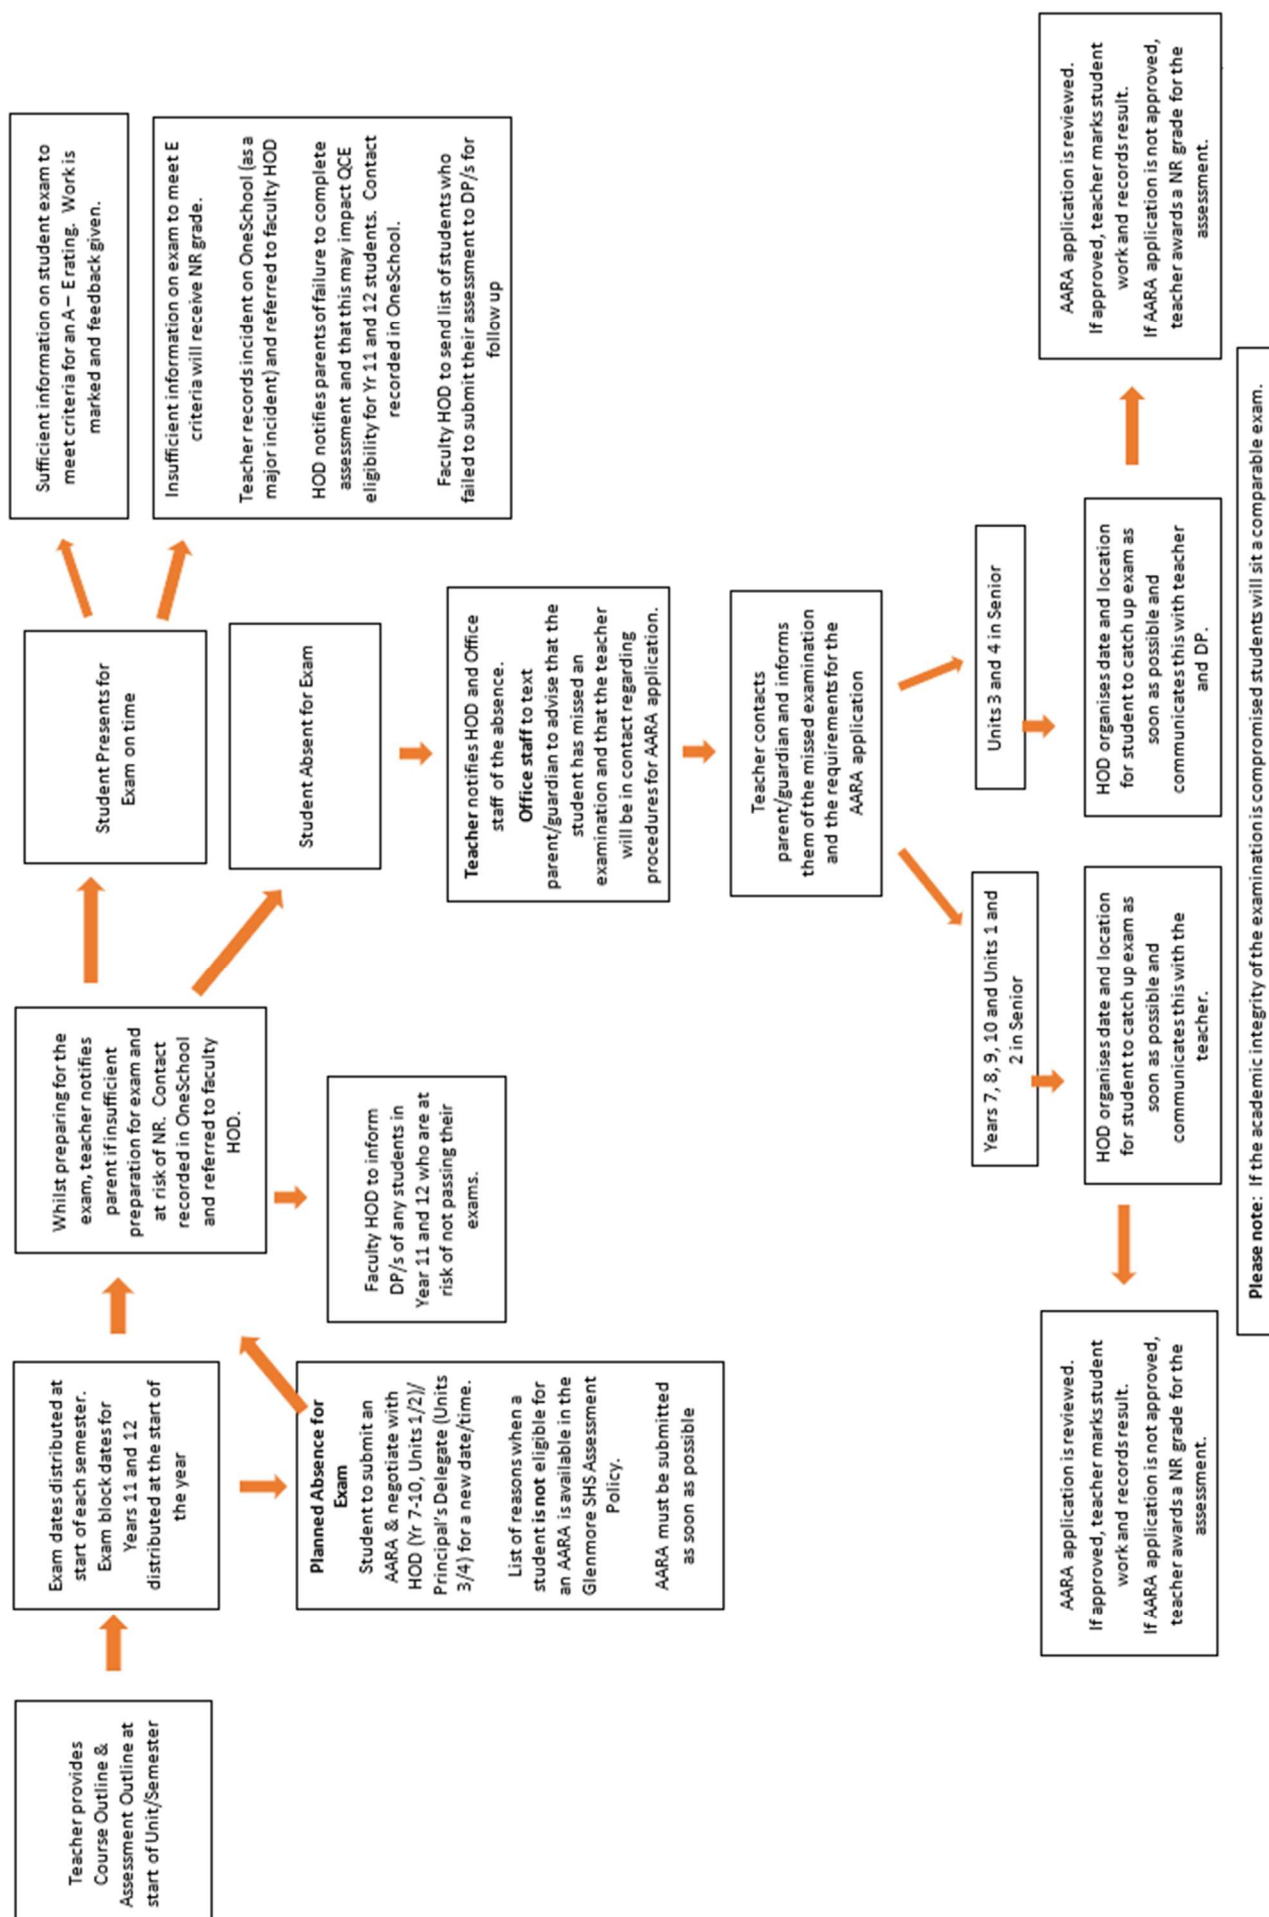 Teacher provides
Course Outline &
Assessment Outline at
start of Unit/Semester
Exam dates distributed at
start of each semester.
Exam block dates for
Years 11 and 12
distributed at the start of
the year
Planned Absence for
Exam
Student to submit an
AARA & negotiate with
HOD (Yr 7-10, Units 1/2)/
Principal's Delegate (Units
3/4) for a new date/time.
List of reasons when a
student is not eligible for
an AARA is available in the
Glenmore SHS Assessment
Policy.
AARA must be submitted
as soon as possible
Whilst preparing for the
exam, teacher notifies
parent if insufficient
preparation for exam and
at risk of NR. Contact
recorded in OneSchool
and referred to faculty
HOD.
Faculty HOD to inform
DP/s of any students in
Year 11 and 12 who are at
risk of not passing their
exams.
Student Presents for
Exam on time
Sufficient information on student exam to
meet criteria for an A – E rating. Work is
marked and feedback given.
Insufficient information on exam to meet E
criteria will receive NR grade.
Teacher records incident on OneSchool (as a
major incident) and referred to faculty HOD
HOD notifies parents of failure to complete
assessment and that this may impact QCE
eligibility for Yr 11 and 12 students. Contact
recorded in OneSchool.
Faculty HOD to send list of students who
failed to submit their assessment to DP/s for
follow up
Student Absent for Exam
Teacher notifies HOD and Office
staff of the absence.
Office staff to text
parent/guardian to advise that the
student has missed an
examination and that the teacher
will be in contact regarding
procedures for AARA application.
Teacher contacts
parent/guardian and informs
them of the missed examination
and the requirements for the
AARA application
Years 7, 8, 9, 10 and Units 1 and
2 in Senior
Units 3 and 4 in Senior
AARA application is reviewed.
If approved, teacher marks student
work and records result.
If AARA application is not approved,
teacher awards a NR grade for the
assessment.
HOD organises date and location
for student to catch up exam as
soon as possible and
communicates this with the
teacher.
HOD organises date and location
for student to catch up exam as
soon as possible and
communicates this with teacher
and DP.
AARA application is reviewed.
If approved, teacher marks student
work and records result.
If AARA application is not approved,
teacher awards a NR grade for the
assessment.
Please note: If the academic integrity of the examination is compromised students will sit a comparable exam.